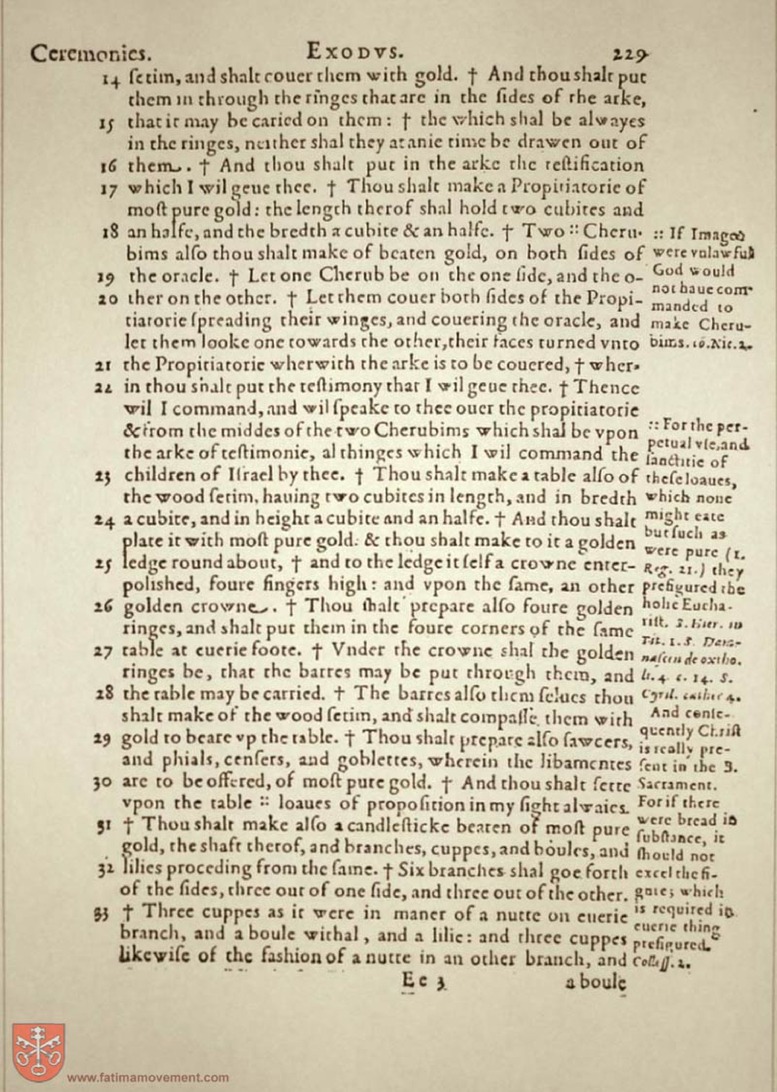 Ceremonies. EXODVS. 229
14 ſetim, and shalt couer them with gold. † And thou shalt put
them in through the ringes that are in the ſides of the arke,
15 that it may be caried on them: † the which shal be alwayes
in the ringes, neither shal they at anie time be drawen out of
16 them. † And thou shalt put in the arke the teſtification
17 which I wil geue thee. † Thou shalt make a Propitiatorie of
moſt pure gold: the length therof shal hold two cubites and
18 an halfe, and the bredth a cubite & an halfe. † Two :: Cheru-
bims alſo thou shalt make of beaten gold, on both ſides of
19 the oracle. † Let one Cherub be on the one ſide, and the o-
20 ther on the other. † Let them couer both ſides of the Propi-
tiatorie ſpreading their winges, and couering the oracle, and
let them looke one towards the other, their faces turned vnto
21 the Propitiatorie wherwith the arke is to be couered, † wher-
22 in thou shalt put the teſtimony that I wil geue thee. † Thence
wil I command, and wil ſpeake to thee ouer the propitiatorie
& from the middes of the two Cherubims which shal be vpon
the arke of teſtimonie, al thinges which I wil command the
23 children of Iſrael by thee. † Thou shalt make a table alſo of
the wood ſetim, hauing two cubites in length, and in bredth
24 a cubite, and in height a cubite and an halfe. † And thou shalt
plate it with moſt pure gold. & thou shalt make to it a golden
25 ledge round about, † and to the ledge it ſelf a crowne enter-
polished, foure fingers high: and vpon the ſame, an other
26 golden crowne. † Thou shalt prepare alſo foure golden
ringes, and shalt put them in the foure corners of the ſame
27 table at euerie foote. † Vnder the crowne shal the golden
ringes be, that the barres may be put through them, and
28 the table may be carried. † The barres alſo them ſelues thou
shalt make of the wood ſetim, and shalt compaſſe them with
29 gold to beare vp the table. † Thou shalt prepare alſo ſawcers,
and phials, cenſers, and goblettes, wherein the libamentes
30 are to be offered, of moſt pure gold. † And thou shalt ſette
vpon the table :: loaues of propoſition in my ſight alwaies.
31 † Thou shalt make alſo a candleſticke beaten of moſt pure
gold, the shaft therof, and branches, cuppes, and boules, and
32 lilies proceding from the ſame. † Six branches shal goe forth
of the ſides, three out of one ſide, and three out of the other.
33 † Three cuppes as it were in maner of a nutte on euerie
branch, and a boule withal, and a lilie: and three cuppes
likewiſe of the faſhion of a nutte in an other branch, and
Ee 3 a boule
:: If Images
were vnlawful
God would
not haue com-
manded to
make Cheru-
bims. 10. Nic. 2.
:: For the per-
petual vſe, and
ſanctitie of
theſe loaues,
which none
might eate
but ſuch as
were pure (1.
Reg. 21.) they
prefigured the
holie Eucha-
riſt. S. Hier. in
Tit. 1. S. Dama-
naſcen de ortho.
li. 4. c. 14. S.
Cyril. cathec 4.
And conſe-
quently Chriſt
is really pre-
ſent in the B.
Sacrament.
For if there
were bread in
ſubſtance, it
ſhould not
excel the fi-
gure; which
is required in
euerie thing
prefigured.
Coloſſ. 2.
www.fatimamovement.com